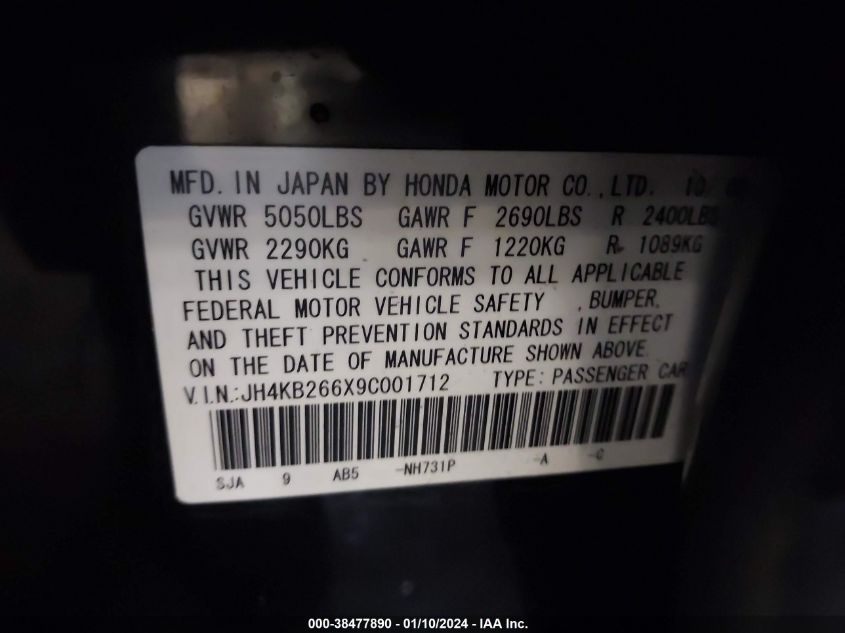 MFD. IN JAPAN BY HONDA MOTOR CO., LTD. 10
GVWR 5050LBS GAWR F 2690LBS R 2400LBS
GVWR 2290KG GAWR F 1220KG R 1089KG
THIS VEHICLE CONFORMS TO ALL APPLICABLE
FEDERAL MOTOR VEHICLE SAFETY , BUMPER,
AND THEFT PREVENTION STANDARDS IN EFFECT
ON THE DATE OF MANUFACTURE SHOWN ABOVE.
V.I.N.:JH4KB266X9C001712 TYPE: PASSENGER CAR
SJA 9 AB5 -NH731P -A -C
000-38477890 - 01/10/2024 - IAA Inc.